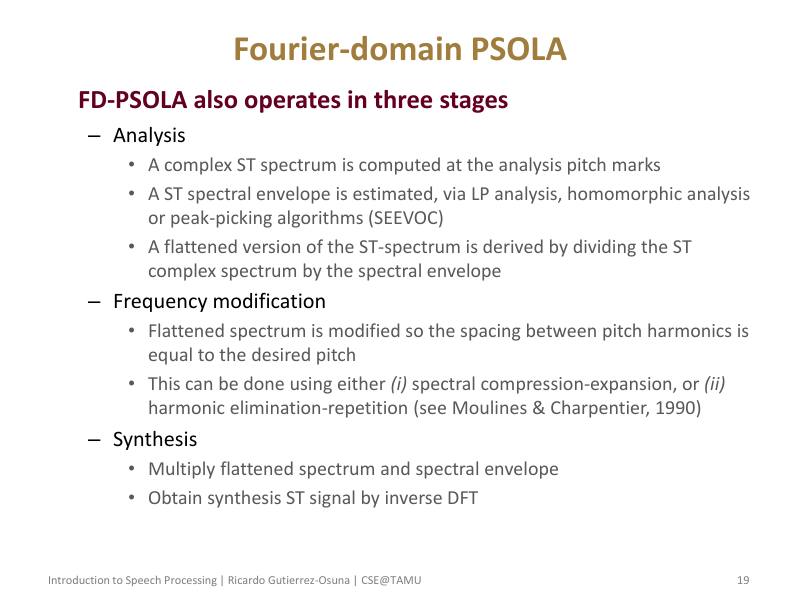 Fourier-domain PSOLA
FD-PSOLA also operates in three stages
– Analysis
• A complex ST spectrum is computed at the analysis pitch marks
• A ST spectral envelope is estimated, via LP analysis, homomorphic analysis
or peak-picking algorithms (SEEVOC)
• A flattened version of the ST-spectrum is derived by dividing the ST
complex spectrum by the spectral envelope
– Frequency modification
• Flattened spectrum is modified so the spacing between pitch harmonics is
equal to the desired pitch
• This can be done using either (i) spectral compression-expansion, or (ii)
harmonic elimination-repetition (see Moulines & Charpentier, 1990)
– Synthesis
• Multiply flattened spectrum and spectral envelope
• Obtain synthesis ST signal by inverse DFT
Introduction to Speech Processing | Ricardo Gutierrez-Osuna | CSE@TAMU 19